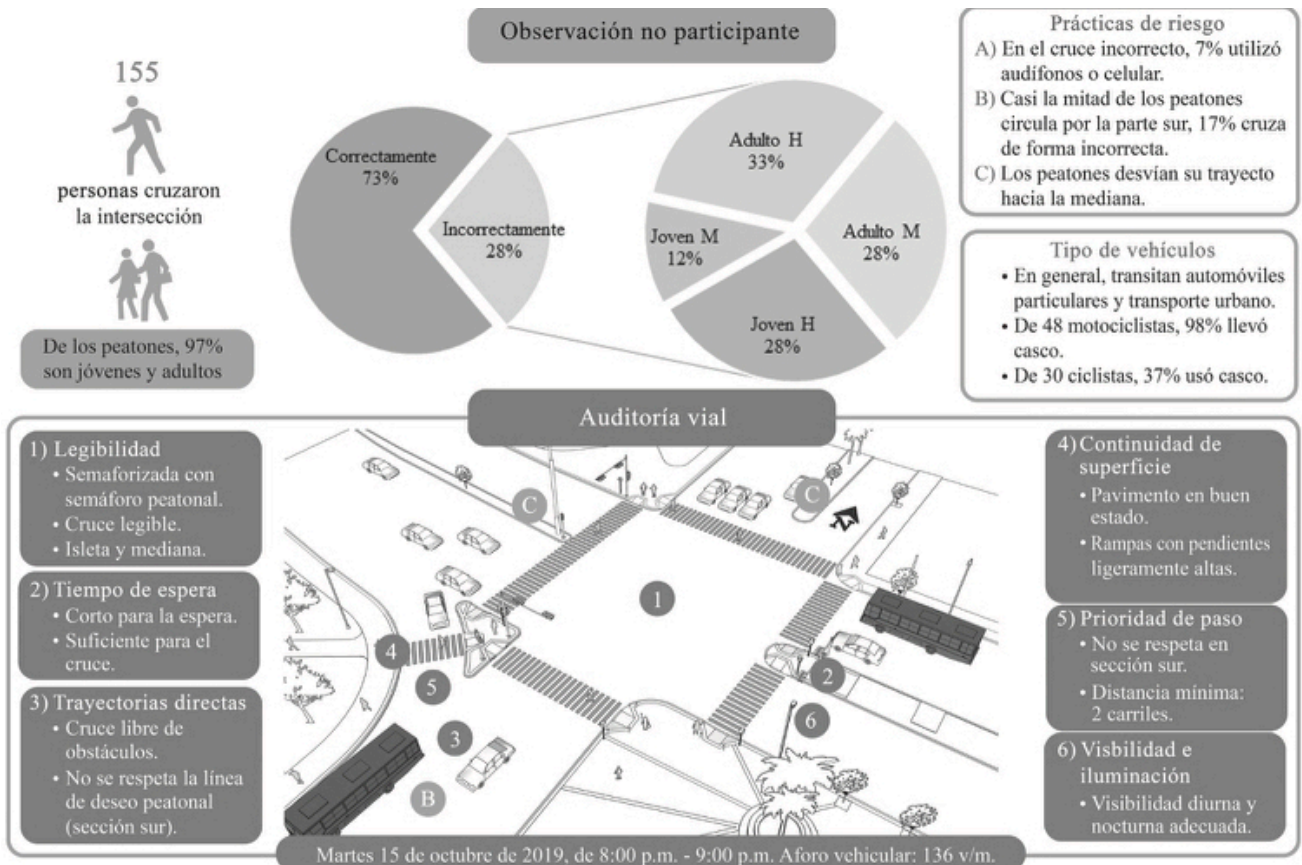 Observación no participante
155
personas cruzaron
la intersección
De los peatones, 97%
son jóvenes y adultos
Correctamente
73%
Incorrectamente
28%
Adulto H
33%
Adulto M
28%
Joven M
12%
Joven H
28%
Prácticas de riesgo
A) En el cruce incorrecto, 7% utilizó
audífonos o celular.
B) Casi la mitad de los peatones
circula por la parte sur, 17% cruza
de forma incorrecta.
C) Los peatones desvían su trayecto
hacia la mediana.
Tipo de vehículos
• En general, transitan automóviles
particulares y transporte urbano.
• De 48 motociclistas, 98% llevó
casco.
• De 30 ciclistas, 37% usó casco.
Auditoría vial
1) Legibilidad
• Semaforizada con
semáforo peatonal.
• Cruce legible.
• Isleta y mediana.
2) Tiempo de espera
• Corto para la espera.
• Suficiente para el
cruce.
3) Trayectorias directas
• Cruce libre de
obstáculos.
• No se respeta la línea
de deseo peatonal
(sección sur).
C
C
1
4
2
5
6
3
B
4) Continuidad de
superficie
• Pavimento en buen
estado.
• Rampas con pendientes
ligeramente altas.
5) Prioridad de paso
• No se respeta en
sección sur.
• Distancia mínima:
2 carriles.
6) Visbilidad e
iluminación
• Visibilidad diurna y
nocturna adecuada.
Martes 15 de octubre de 2019, de 8:00 p.m. - 9:00 p.m. Aforo vehicular: 136 v/m.